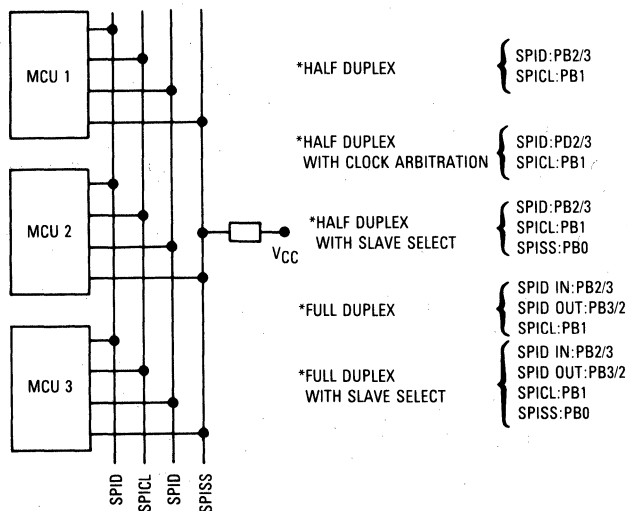 MCU 1
*HALF DUPLEX
SPID:PB2/3
SPICL:PB1
*HALF DUPLEX
WITH CLOCK ARBITRATION
SPID:PD2/3
SPICL:PB1
MCU 2
VCC
*HALF DUPLEX
WITH SLAVE SELECT
SPID:PB2/3
SPICL:PB1
SPISS:PB0
*FULL DUPLEX
SPID IN:PB2/3
SPID OUT:PB3/2
SPICL:PB1
MCU 3
*FULL DUPLEX
WITH SLAVE SELECT
SPID IN:PB2/3
SPID OUT:PB3/2
SPICL:PB1
SPISS:PB0
SPID
SPICL
SPID
SPISS